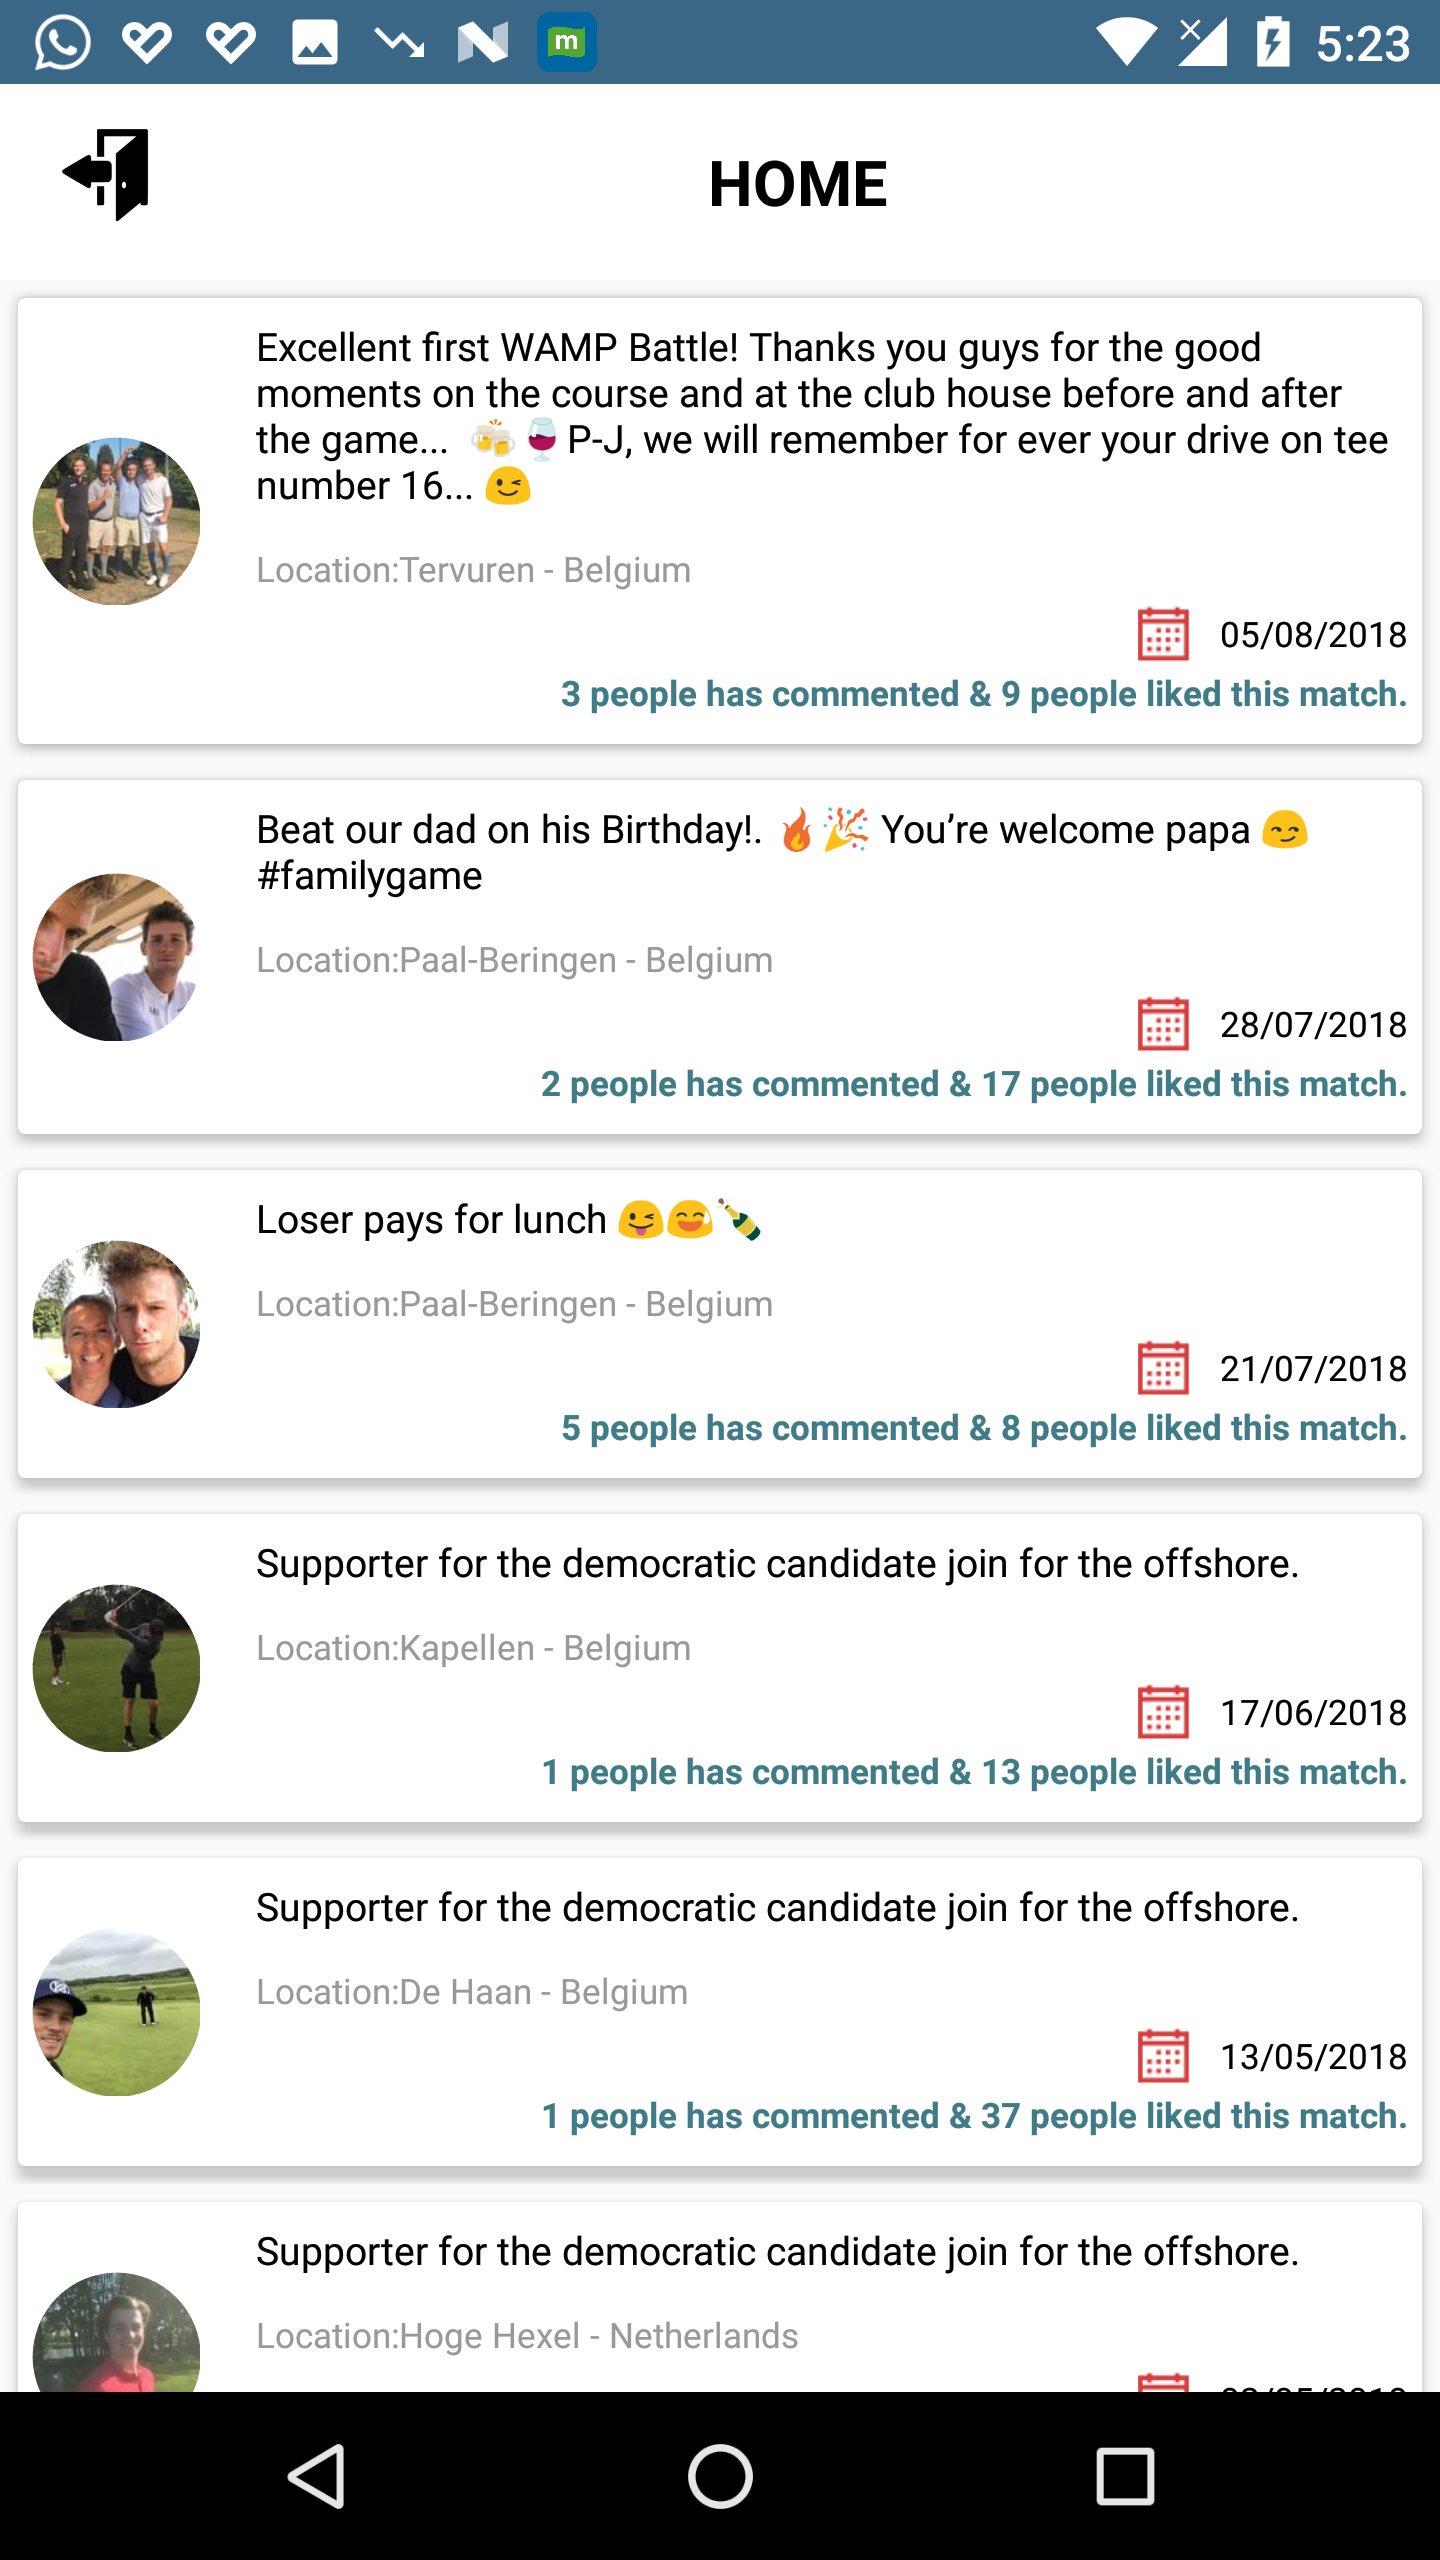 5:23
HOME
Excellent first WAMP Battle! Thanks you guys for the good
moments on the course and at the club house before and after
the game... 🍻🍷P-J, we will remember for ever your drive on tee
number 16... 😉
Location:Tervuren - Belgium
05/08/2018
3 people has commented & 9 people liked this match.
Beat our dad on his Birthday!. 🔥🎉 You’re welcome papa 😏
#familygame
Location:Paal-Beringen - Belgium
28/07/2018
2 people has commented & 17 people liked this match.
Loser pays for lunch 😜😅🍾
Location:Paal-Beringen - Belgium
21/07/2018
5 people has commented & 8 people liked this match.
Supporter for the democratic candidate join for the offshore.
Location:Kapellen - Belgium
17/06/2018
1 people has commented & 13 people liked this match.
Supporter for the democratic candidate join for the offshore.
Location:De Haan - Belgium
13/05/2018
1 people has commented & 37 people liked this match.
Supporter for the democratic candidate join for the offshore.
Location:Hoge Hexel - Netherlands